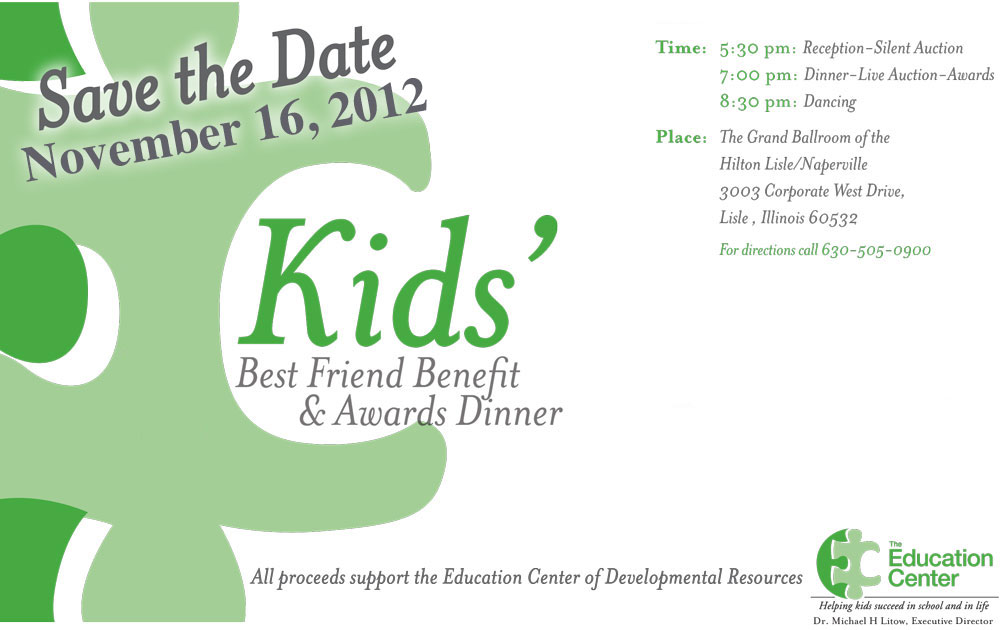 Save the Date
November 16, 2012
Kids’
Best Friend Benefit
& Awards Dinner
Time: 5:30 pm: Reception-Silent Auction
7:00 pm: Dinner-Live Auction-Awards
8:30 pm: Dancing
Place: The Grand Ballroom of the
Hilton Lisle/Naperville
3003 Corporate West Drive,
Lisle , Illinois 60532
For directions call 630-505-0900
All proceeds support the Education Center of Developmental Resources
The
Education
Center
Helping kids succeed in school and in life
Dr. Michael H Litow, Executive Director